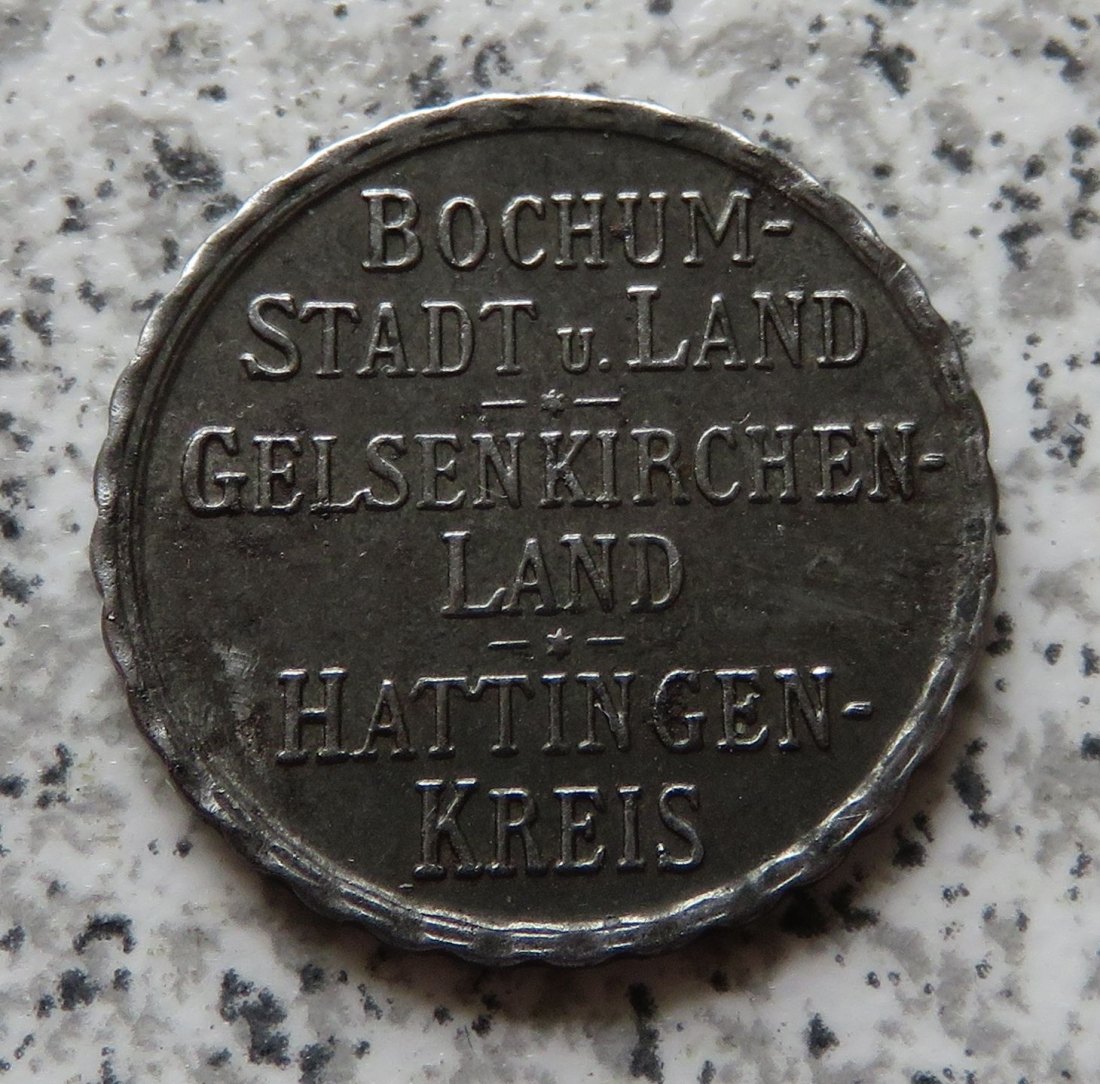 BOCHUM-
STADT u. LAND
GELSENKIRCHEN-
LAND
HATTINGEN-
KREIS